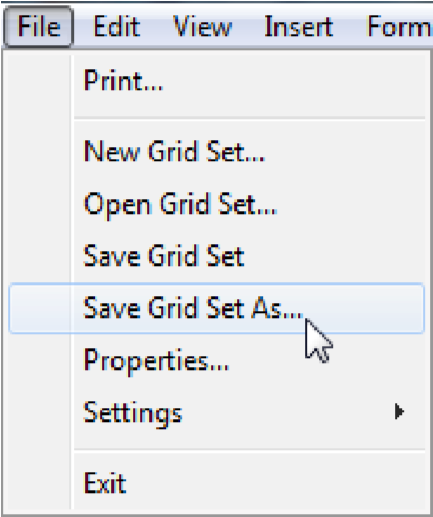 File Edit View Insert Form
Print...
New Grid Set...
Open Grid Set...
Save Grid Set
Save Grid Set As...
Properties...
Settings
Exit